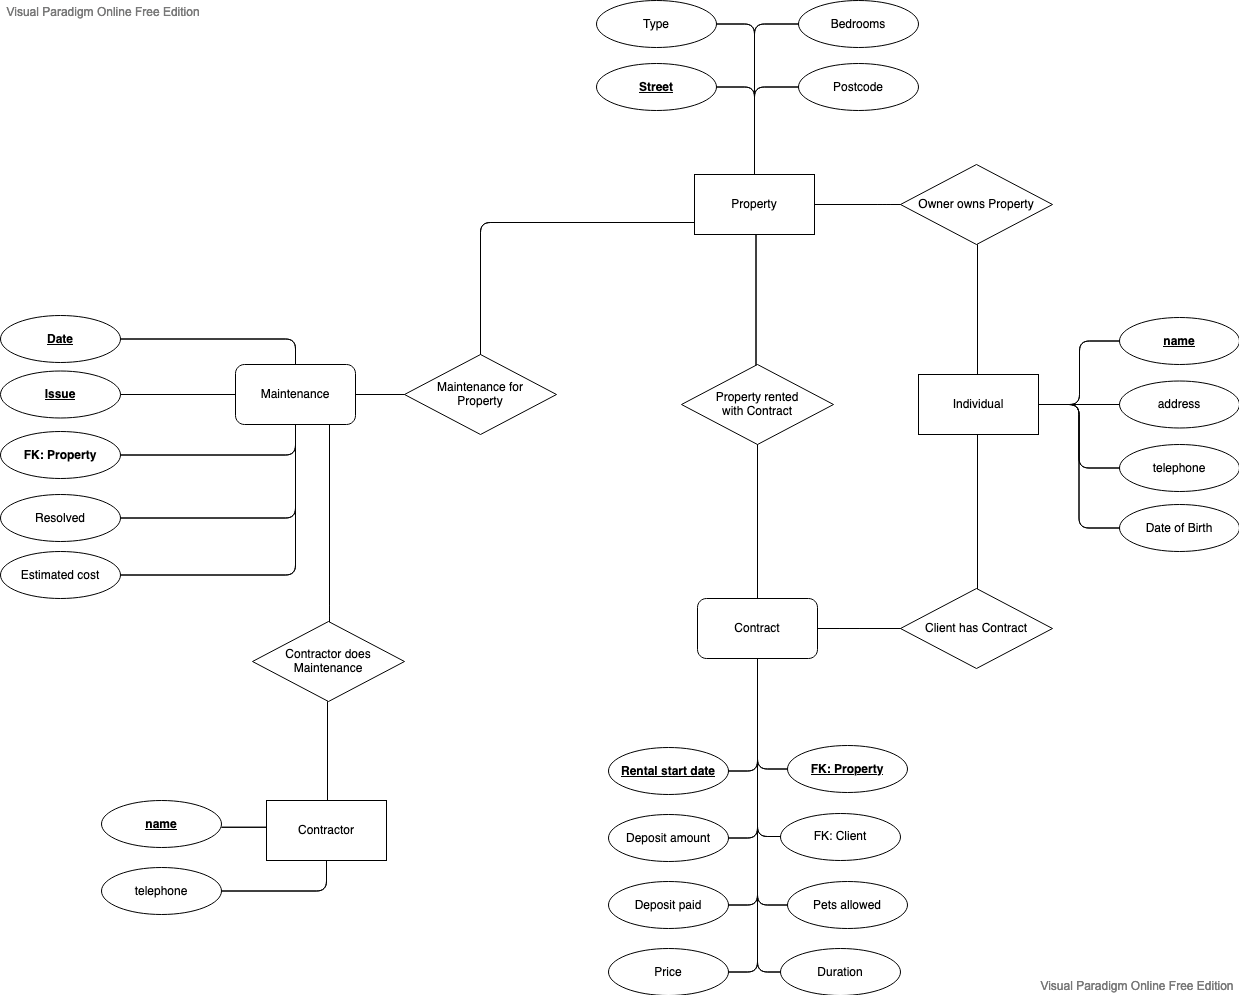 Visual Paradigm Online Free Edition
Type
Bedrooms
Street
Postcode
Property
Owner owns Property
Date
Issue
FK: Property
Resolved
Estimated cost
Maintenance
Maintenance for
Property
Property rented
with Contract
Individual
name
address
telephone
Date of Birth
Contractor does
Maintenance
Contract
Client has Contract
name
telephone
Contractor
Rental start date
FK: Property
Deposit amount
FK: Client
Deposit paid
Pets allowed
Price
Duration
Visual Paradigm Online Free Edition